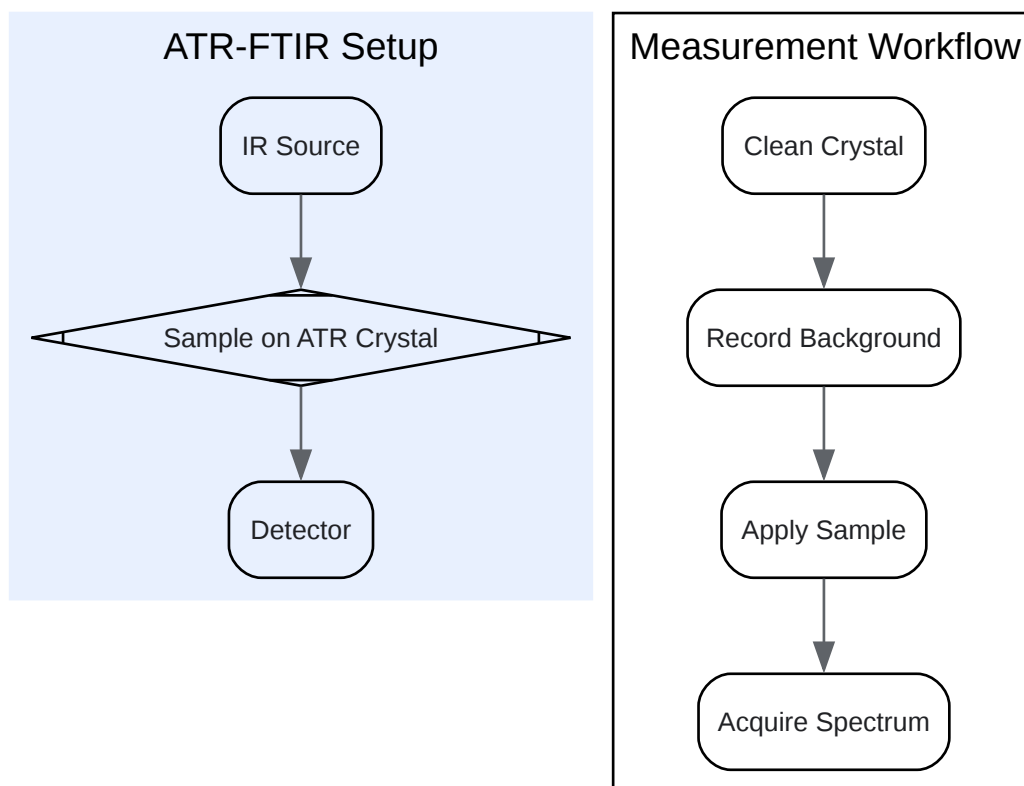 ATR-FTIR Setup
IR Source
Sample on ATR Crystal
Detector
Measurement Workflow
Clean Crystal
Record Background
Apply Sample
Acquire Spectrum